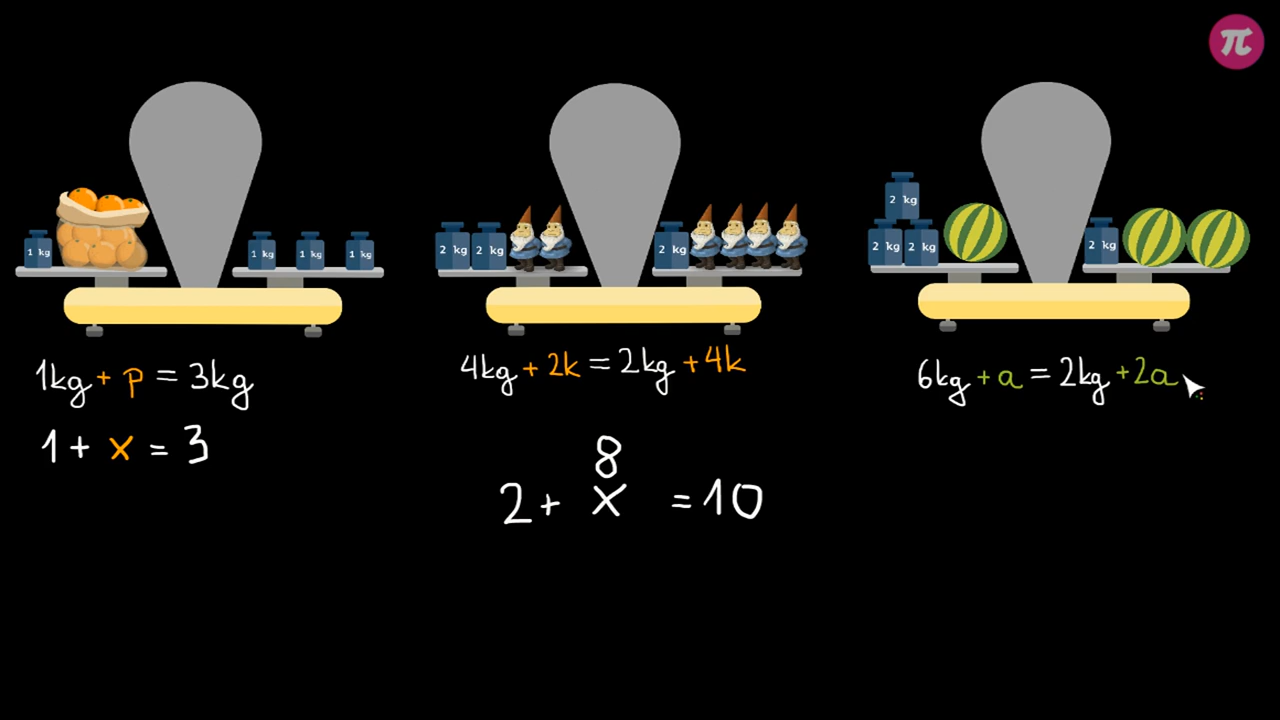 π
1 kg
1 kg 1 kg 1 kg
2 kg 2 kg
2 kg
2 kg
2 kg 2 kg
2 kg
1kg + p = 3kg
1 + x = 3
4kg + 2k = 2kg + 4k
8
2 + x = 10
6kg + a = 2kg + 2a